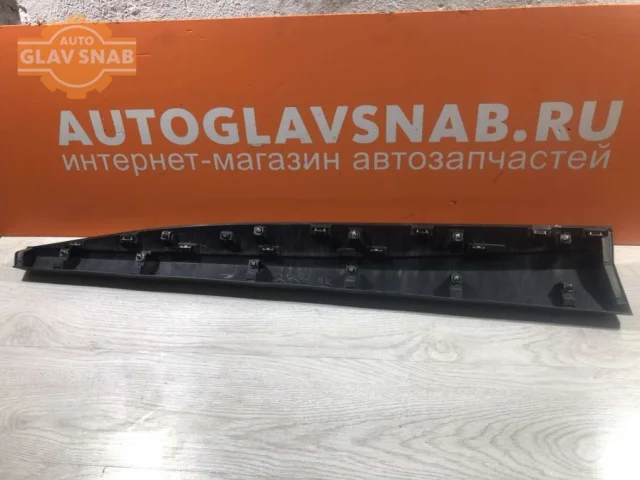 AUTO
GLAV SNAB
AUTOGLAVSNAB.RU
интернет-магазин автозапчастей